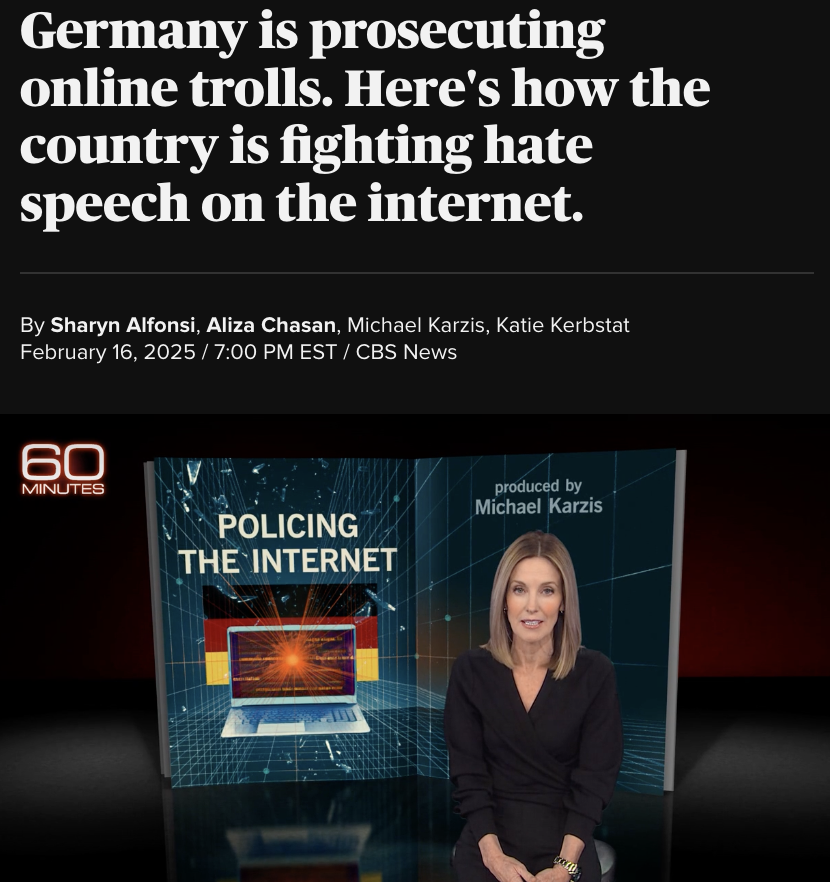 Germany is prosecuting
online trolls. Here's how the
country is fighting hate
speech on the internet.
By Sharyn Alfonsi, Aliza Chasan, Michael Karzis, Katie Kerbstat
February 16, 2025 / 7:00 PM EST / CBS News
60
MINUTES
POLICING
THE INTERNET
produced by
Michael Karzis